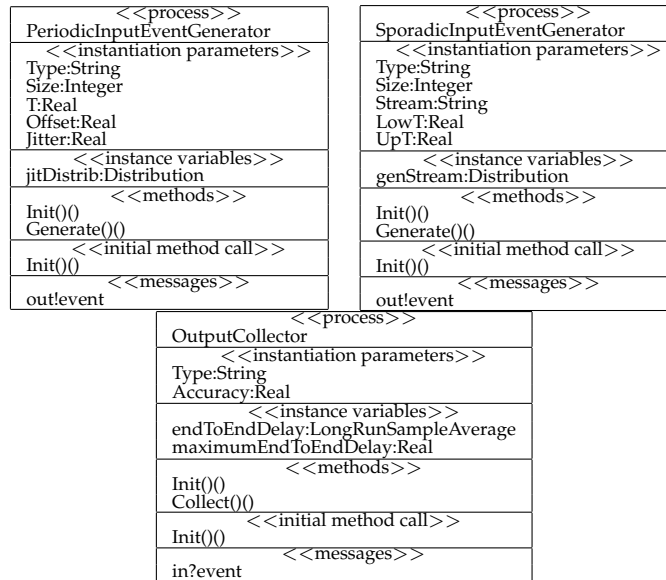 <<process>>
PeriodicInputEventGenerator
<<instantiation parameters>>
Type:String
Size:Integer
T:Real
Offset:Real
Jitter:Real
<<instance variables>>
jitDistrib:Distribution
<<methods>>
Init()()
Generate()()
<<initial method call>>
Init()()
<<messages>>
out!event
<<process>>
SporadicInputEventGenerator
<<instantiation parameters>>
Type:String
Size:Integer
Stream:String
LowT:Real
UpT:Real
<<instance variables>>
genStream:Distribution
<<methods>>
Init()()
Generate()()
<<initial method call>>
Init()()
<<messages>>
out!event
<<process>>
OutputCollector
<<instantiation parameters>>
Type:String
Accuracy:Real
<<instance variables>>
endToEndDelay:LongRunSampleAverage
maximumEndToEndDelay:Real
<<methods>>
Init()()
Collect()()
<<initial method call>>
Init()()
<<messages>>
in?event